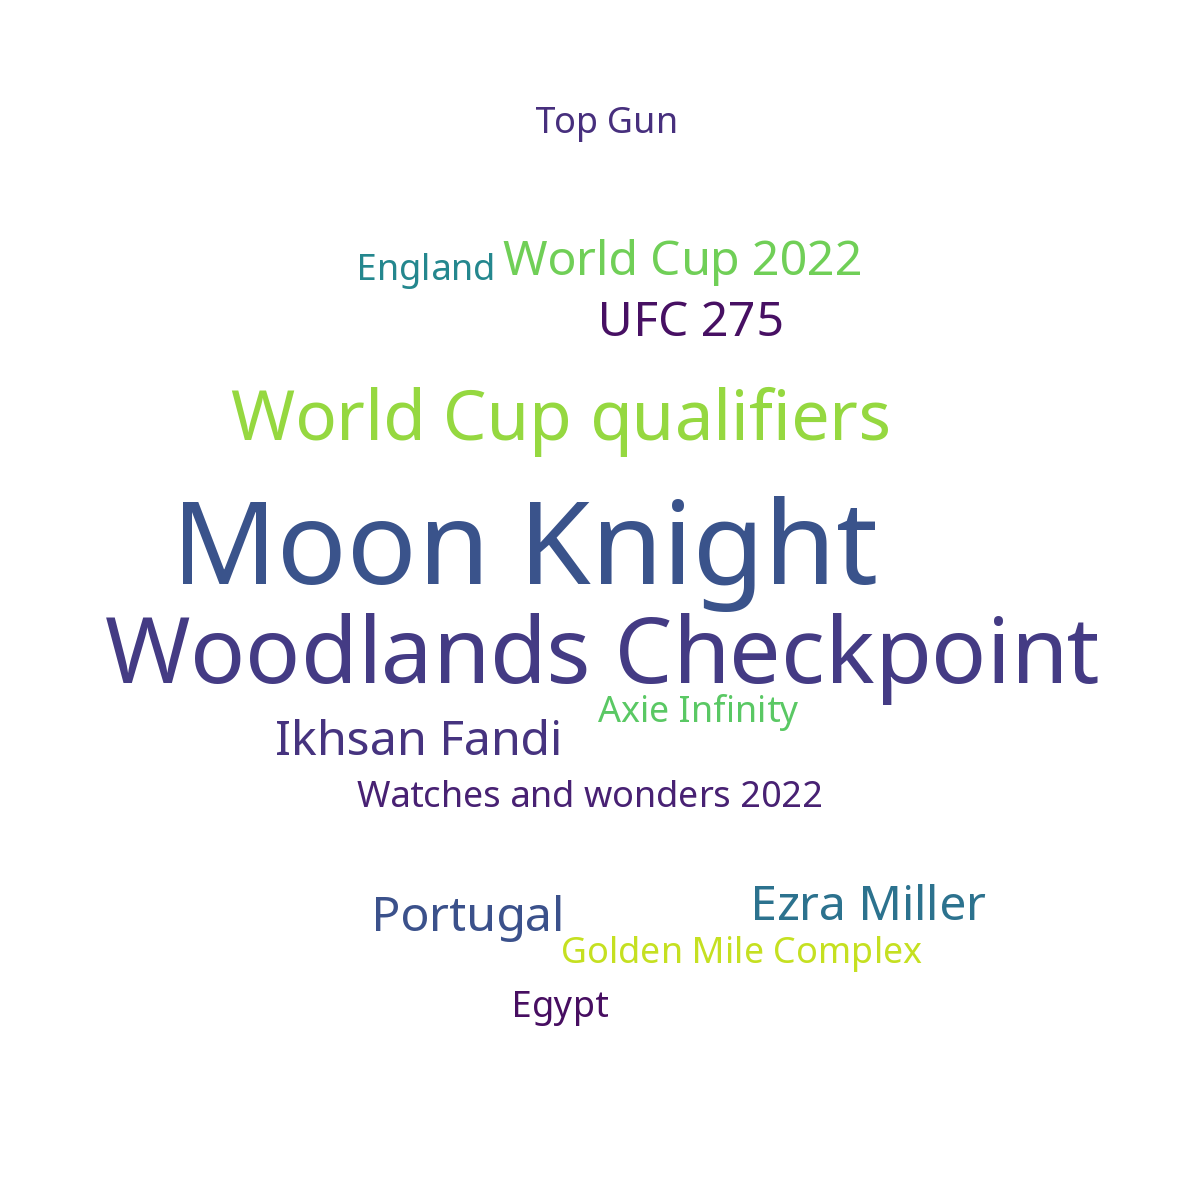 Top Gun
England
World Cup 2022
UFC 275
World Cup qualifiers
Moon Knight
Woodlands Checkpoint
Axie Infinity
Ikhsan Fandi
Watches and wonders 2022
Portugal
Ezra Miller
Golden Mile Complex
Egypt